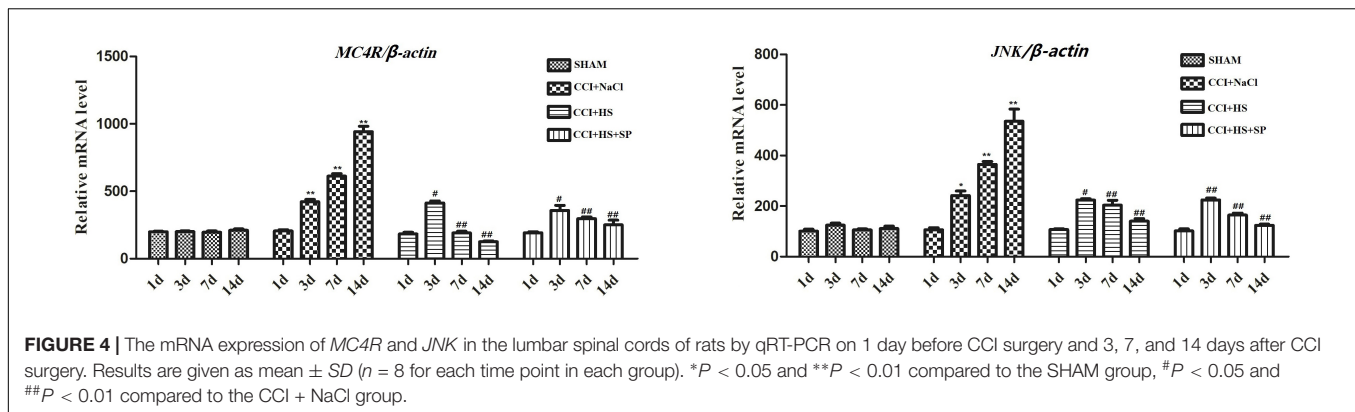 MC4R/β-actin
Relative mRNA level
1500
1000
500
0
** ** **
# ## ##
# ## ##
1d 3d 7d 14d 1d 3d 7d 14d 1d 3d 7d 14d 1d 3d 7d 14d
SHAM
CCI+NaCl
CCI+HS
CCI+HS+SP
JNK/β-actin
Relative mRNA level
800
600
400
200
0
* ** **
# ## ##
## ## ##
1d 3d 7d 14d 1d 3d 7d 14d 1d 3d 7d 14d 1d 3d 7d 14d
SHAM
CCI+NaCl
CCI+HS
CCI+HS+SP
FIGURE 4 | The mRNA expression of MC4R and JNK in the lumbar spinal cords of rats by qRT-PCR on 1 day before CCI surgery and 3, 7, and 14 days after CCI
surgery. Results are given as mean ± SD (n = 8 for each time point in each group). *P < 0.05 and **P < 0.01 compared to the SHAM group, #P < 0.05 and
##P < 0.01 compared to the CCI + NaCl group.